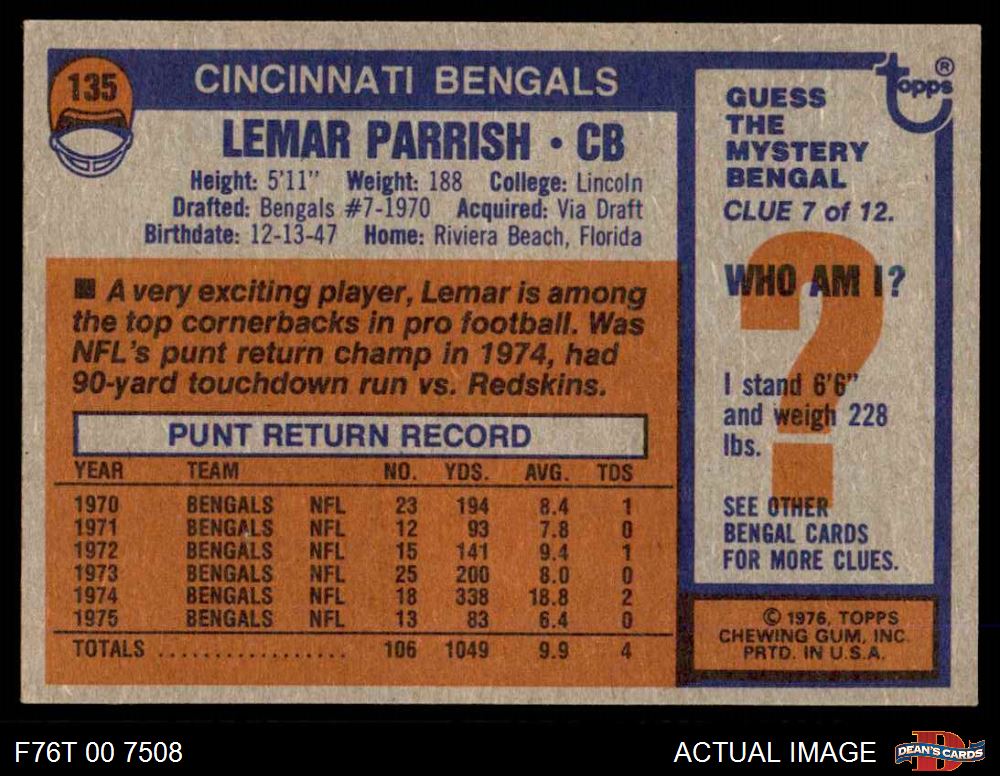 135
CINCINNATI BENGALS
LEMAR PARRISH • CB
Height: 5'11" Weight: 188 College: Lincoln
Drafted: Bengals #7-1970 Acquired: Via Draft
Birthdate: 12-13-47 Home: Riviera Beach, Florida
■ A very exciting player, Lemar is among
the top cornerbacks in pro football. Was
NFL's punt return champ in 1974, had
90-yard touchdown run vs. Redskins.
PUNT RETURN RECORD
YEAR TEAM NO. YDS. AVG. TDS
1970 BENGALS NFL 23 194 8.4 1
1971 BENGALS NFL 12 93 7.8 0
1972 BENGALS NFL 15 141 9.4 1
1973 BENGALS NFL 25 200 8.0 0
1974 BENGALS NFL 18 338 18.8 2
1975 BENGALS NFL 13 83 6.4 0
TOTALS .................. 106 1049 9.9 4
topps®
GUESS
THE
MYSTERY
BENGAL
CLUE 7 of 12.
WHO AM I?
?
I stand 6'6"
and weigh 228
lbs.
SEE OTHER
BENGAL CARDS
FOR MORE CLUES.
© 1976, TOPPS
CHEWING GUM, INC.
PRTD. IN U.S.A.
F76T 00 7508
ACTUAL IMAGE
DEAN'S CARDS